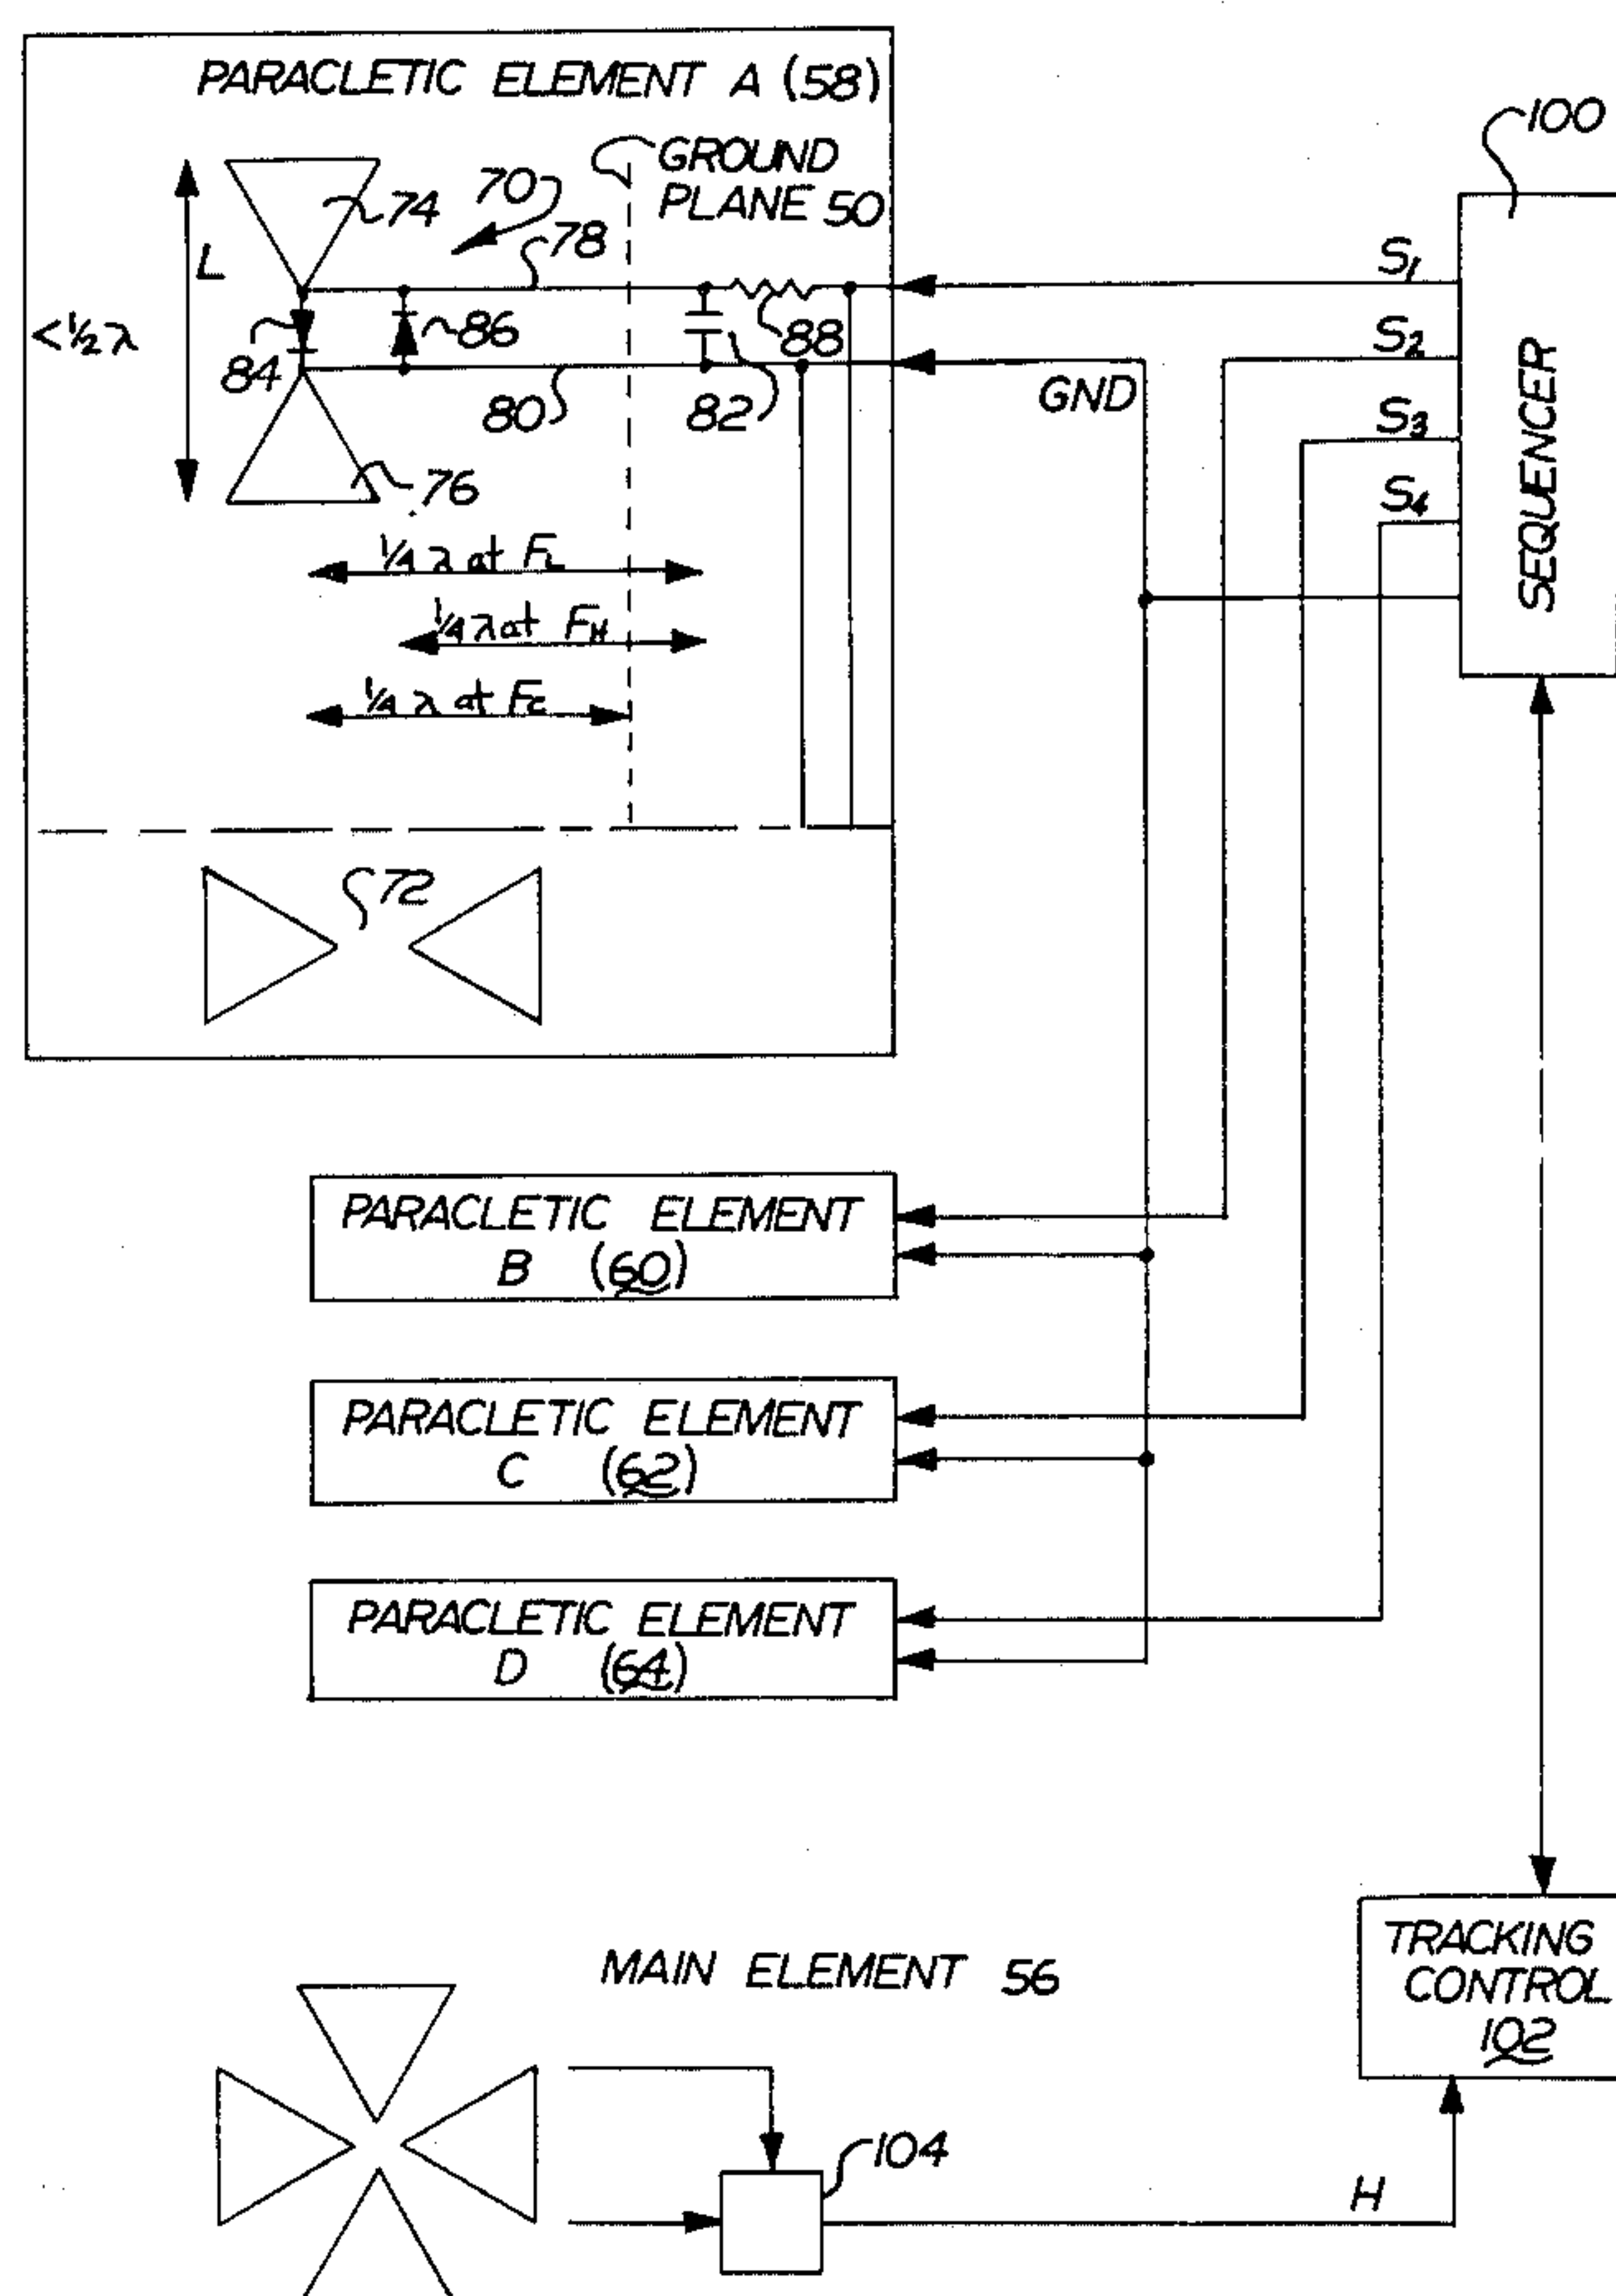 PARACLETIC ELEMENT A (58)
100
GROUND
PLANE 50
70
74
78
L
S1
<½λ
84
86
88
S2
80
82
GND
S3
76
S4
SEQUENCER
¼ λ at FL
¼ λ at FH
¼ λ at FC
72
PARACLETIC ELEMENT
B (60)
PARACLETIC ELEMENT
C (62)
PARACLETIC ELEMENT
D (64)
MAIN ELEMENT 56
TRACKING
CONTROL
102
104
H